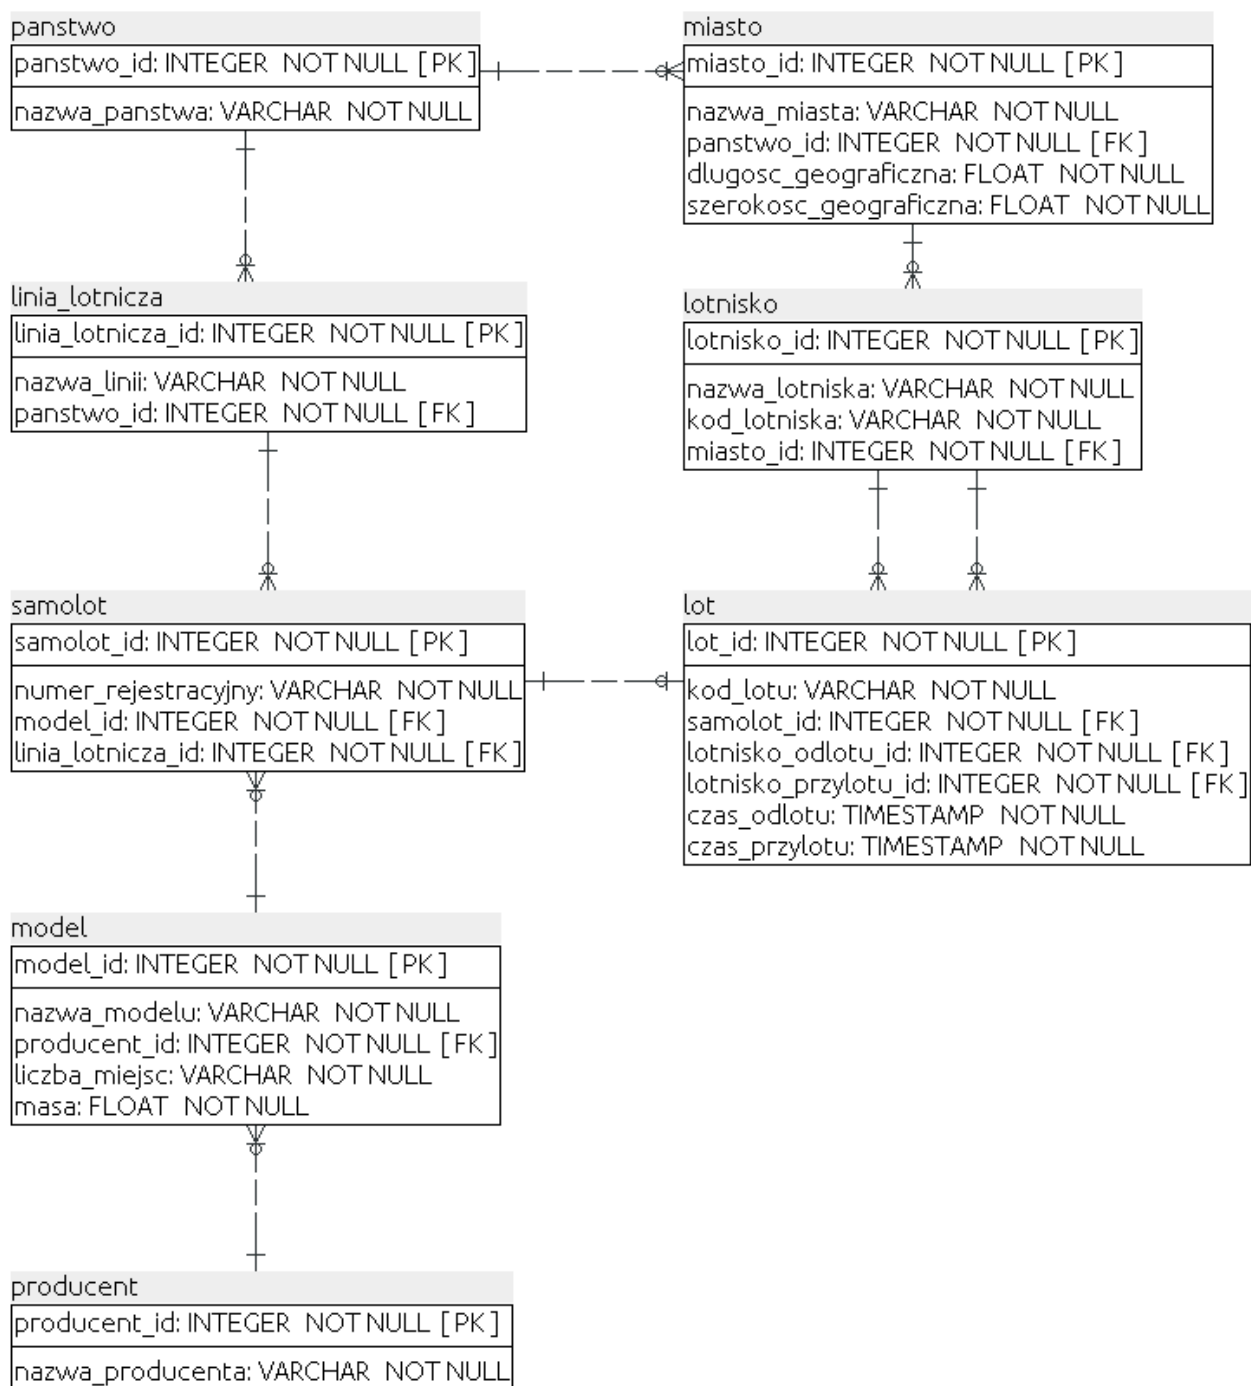 panstwo
panstwo_id: INTEGER NOT NULL [PK]
nazwa_panstwa: VARCHAR NOT NULL
miasto
miasto_id: INTEGER NOT NULL [PK]
nazwa_miasta: VARCHAR NOT NULL
panstwo_id: INTEGER NOT NULL [FK]
dlugosc_geograficzna: FLOAT NOT NULL
szerokosc_geograficzna: FLOAT NOT NULL
linia_lotnicza
linia_lotnicza_id: INTEGER NOT NULL [PK]
nazwa_linii: VARCHAR NOT NULL
panstwo_id: INTEGER NOT NULL [FK]
lotnisko
lotnisko_id: INTEGER NOT NULL [PK]
nazwa_lotniska: VARCHAR NOT NULL
kod_lotniska: VARCHAR NOT NULL
miasto_id: INTEGER NOT NULL [FK]
samolot
samolot_id: INTEGER NOT NULL [PK]
numer_rejestracyjny: VARCHAR NOT NULL
model_id: INTEGER NOT NULL [FK]
linia_lotnicza_id: INTEGER NOT NULL [FK]
lot
lot_id: INTEGER NOT NULL [PK]
kod_lotu: VARCHAR NOT NULL
samolot_id: INTEGER NOT NULL [FK]
lotnisko_odlotu_id: INTEGER NOT NULL [FK]
lotnisko_przylotu_id: INTEGER NOT NULL [FK]
czas_odlotu: TIMESTAMP NOT NULL
czas_przylotu: TIMESTAMP NOT NULL
model
model_id: INTEGER NOT NULL [PK]
nazwa_modelu: VARCHAR NOT NULL
producent_id: INTEGER NOT NULL [FK]
liczba_miejsc: VARCHAR NOT NULL
masa: FLOAT NOT NULL
producent
producent_id: INTEGER NOT NULL [PK]
nazwa_producenta: VARCHAR NOT NULL